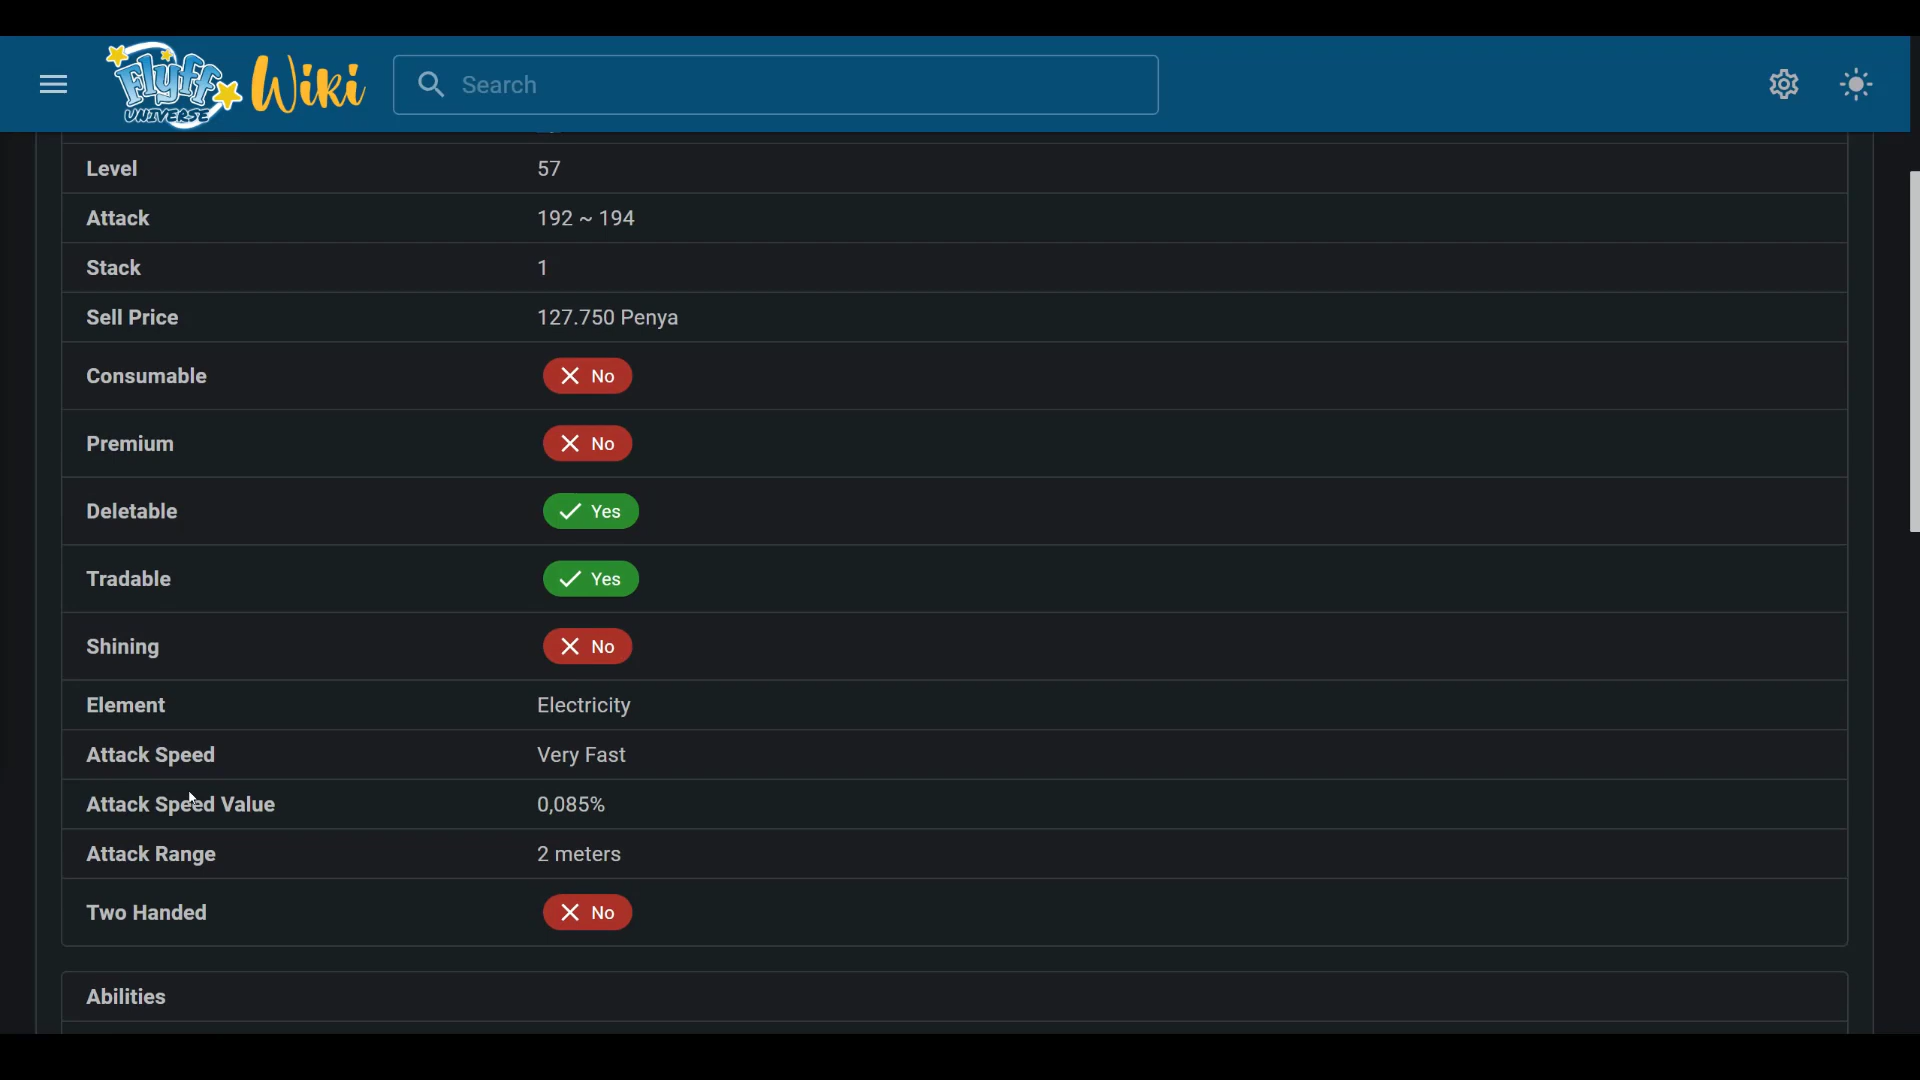 Flyff UNIVERSE Wiki
Search
Level 57
Attack 192 ~ 194
Stack 1
Sell Price 127.750 Penya
Consumable No
Premium No
Deletable Yes
Tradable Yes
Shining No
Element Electricity
Attack Speed Very Fast
Attack Speed Value 0,085%
Attack Range 2 meters
Two Handed No
Abilities